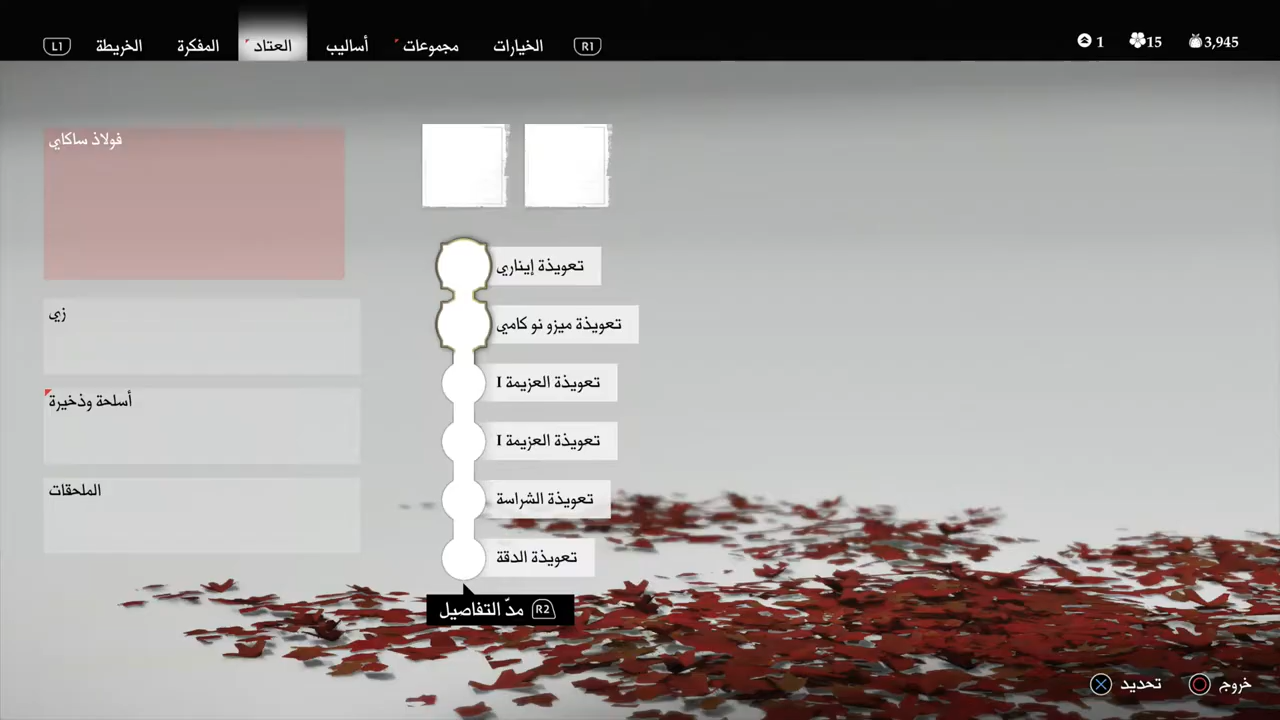 L1
الخريطة
المفكرة
العتاد
أساليب
مجموعات
الخيارات
R1
1
15
3,945
فولاذ ساكاي
زي
أسلحة وذخيرة
الملحقات
تعويذة إيناري
تعويذة ميزو نو كامي
تعويذة العزيمة I
تعويذة العزيمة I
تعويذة الشراسة
تعويذة الدقة
مدّ التفاصيل R2
تحديد
خروج